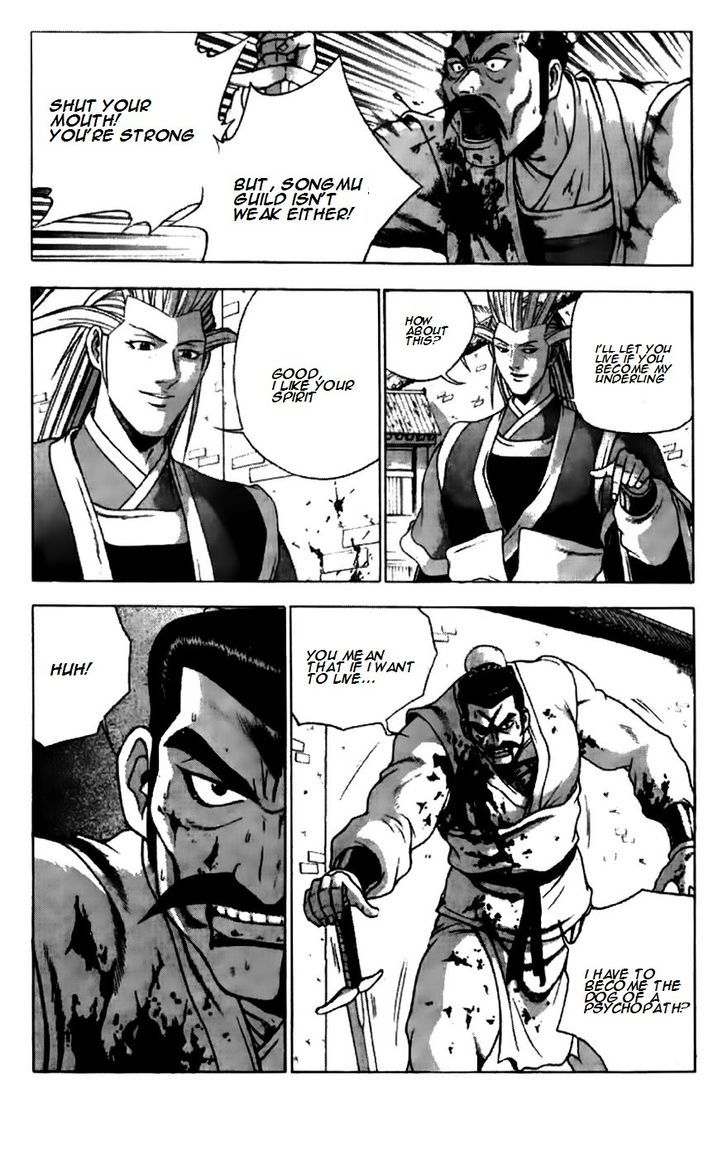 SHUT YOUR
MOUTH!
YOU'RE STRONG
BUT, SONGMU
GUILD ISN'T
WEAK EITHER!
GOOD,
I LIKE YOUR
SPIRIT
HOW
ABOUT
THIS?
I'LL LET YOU
LIVE IF YOU
BECOME MY
UNDERLING
HUH!
YOU MEAN
THAT IF I WANT
TO LIVE...
I HAVE TO
BECOME THE
DOG OF A
PSYCHOPATH?